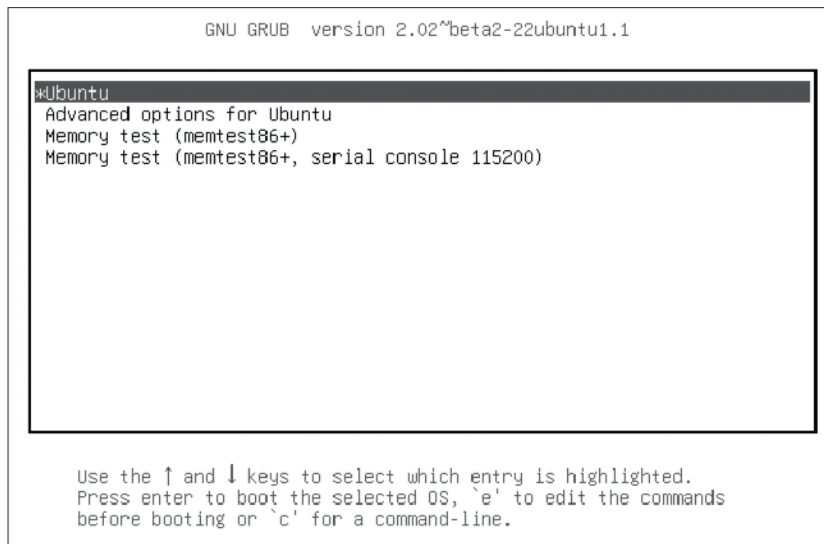 GNU GRUB  version 2.02~beta2-22ubuntu1.1
*Ubuntu
Advanced options for Ubuntu
Memory test (memtest86+)
Memory test (memtest86+, serial console 115200)
Use the ↑ and ↓ keys to select which entry is highlighted.
Press enter to boot the selected OS, `e' to edit the commands
before booting or `c' for a command-line.